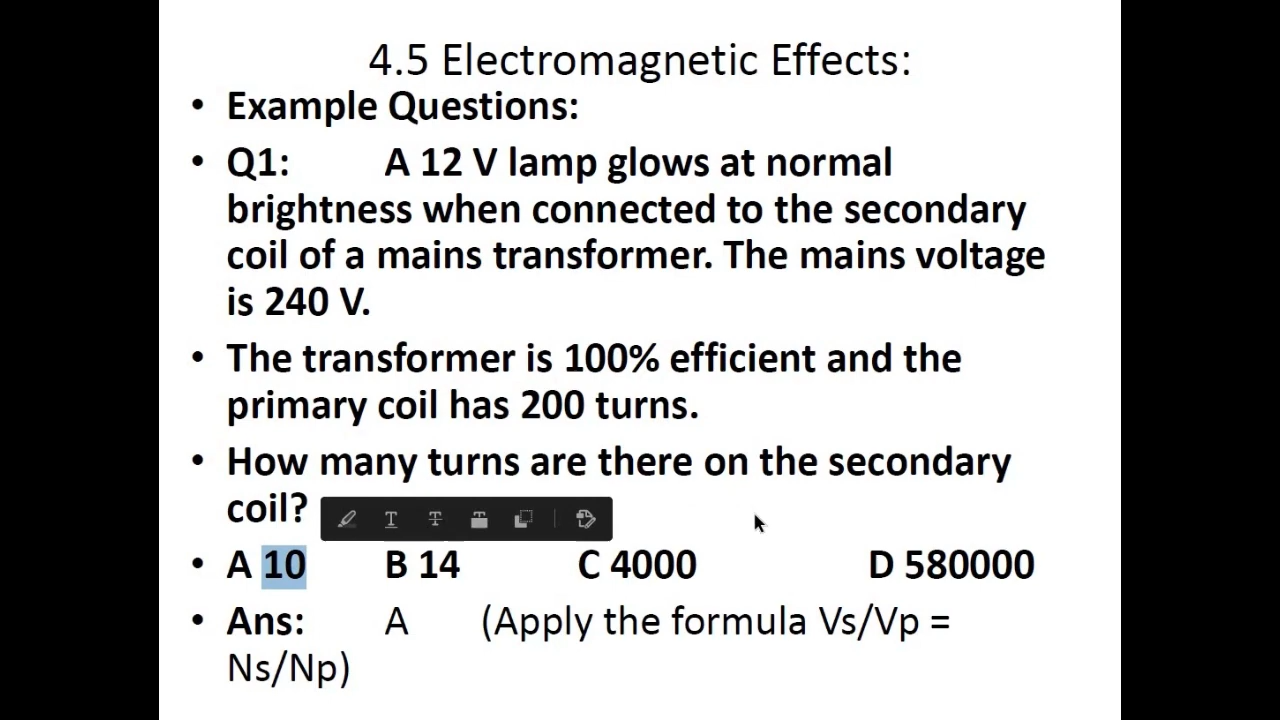 4.5 Electromagnetic Effects:
• Example Questions:
• Q1: A 12 V lamp glows at normal
brightness when connected to the secondary
coil of a mains transformer. The mains voltage
is 240 V.
• The transformer is 100% efficient and the
primary coil has 200 turns.
• How many turns are there on the secondary
coil?
• A 10 B 14 C 4000 D 580000
• Ans: A (Apply the formula Vs/Vp =
Ns/Np)